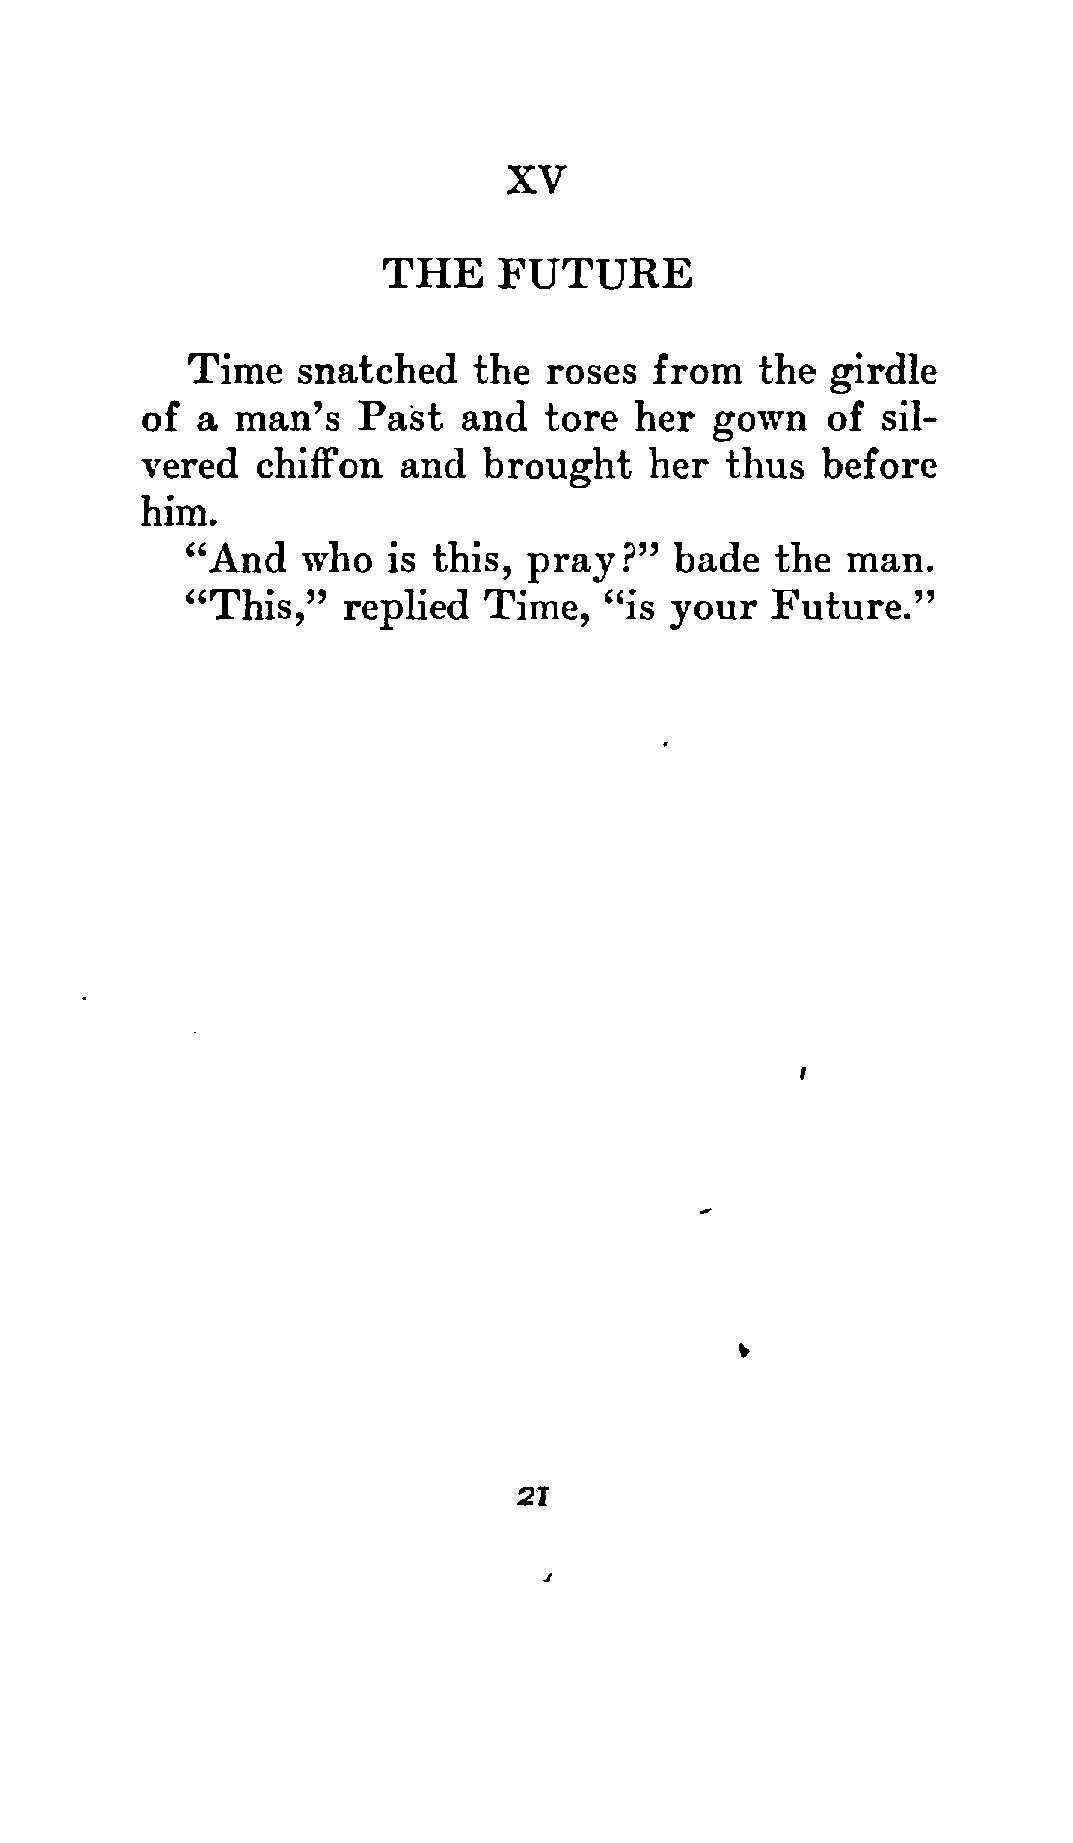 XV
THE FUTURE
Time snatched the roses from the girdle
of a man's Past and tore her gown of sil-
vered chiffon and brought her thus before
him.
"And who is this, pray?" bade the man.
"This," replied Time, "is your Future."
21